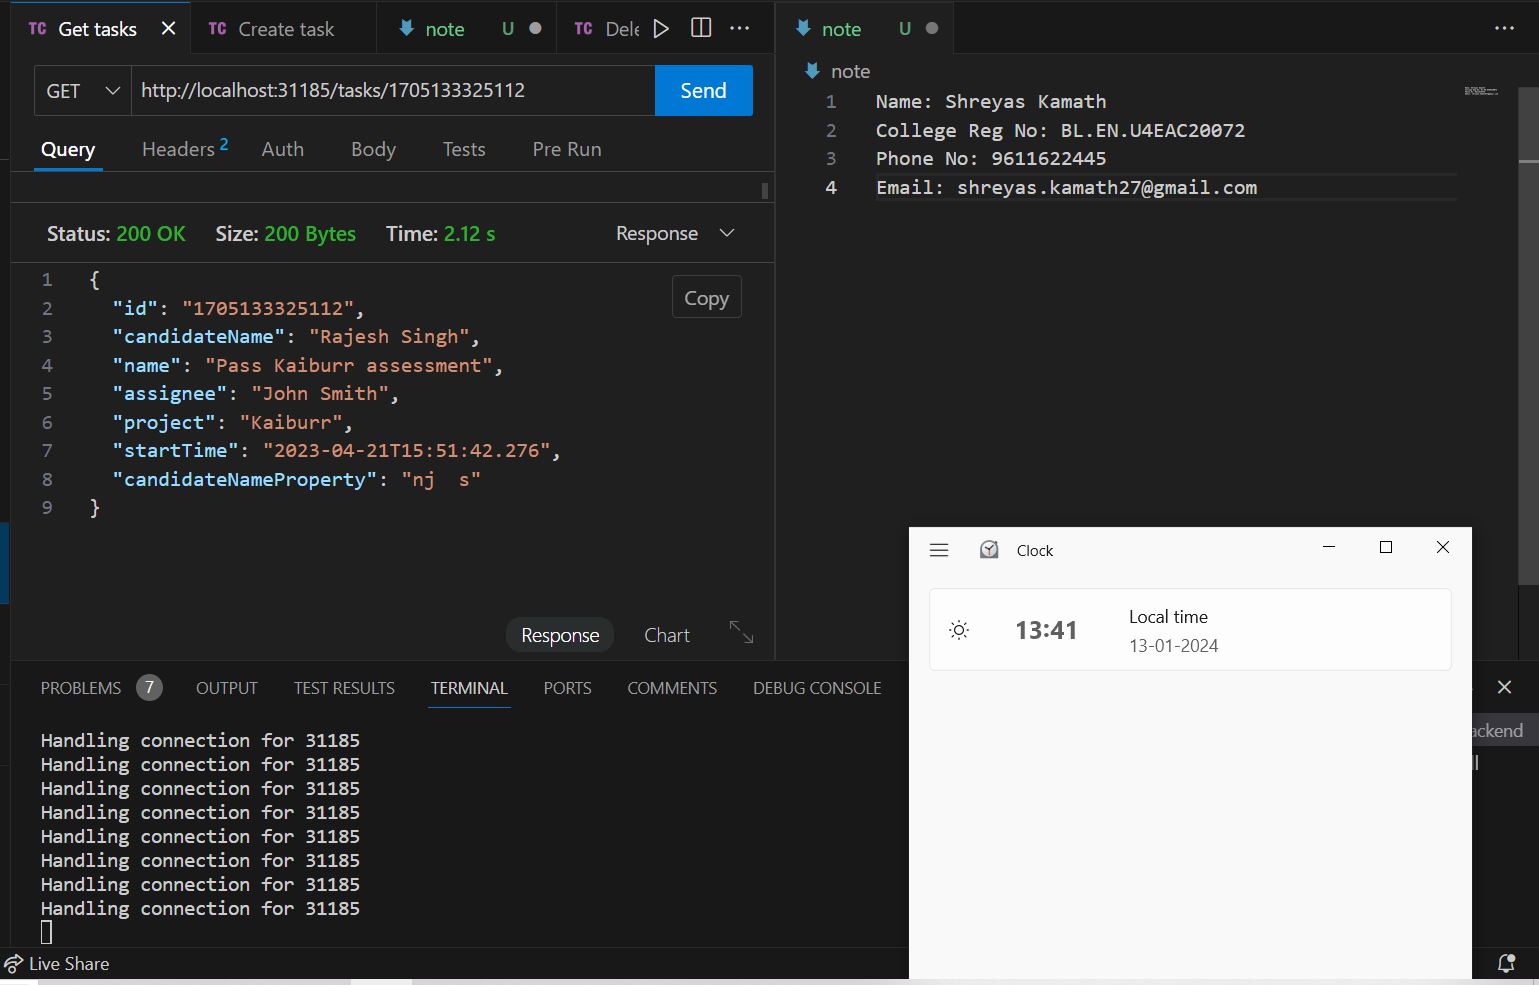 TC Get tasks
TC Create task
note U
TC Dele
GET http://localhost:31185/tasks/1705133325112 Send
Query Headers 2 Auth Body Tests Pre Run
Status: 200 OK Size: 200 Bytes Time: 2.12 s Response
Copy
1 {
2 "id": "1705133325112",
3 "candidateName": "Rajesh Singh",
4 "name": "Pass Kaiburr assessment",
5 "assignee": "John Smith",
6 "project": "Kaiburr",
7 "startTime": "2023-04-21T15:51:42.276",
8 "candidateNameProperty": "nj  s"
9 }
Response Chart
note U
note
1 Name: Shreyas Kamath
2 College Reg No: BL.EN.U4EAC20072
3 Phone No: 9611622445
4 Email: shreyas.kamath27@gmail.com
PROBLEMS 7 OUTPUT TEST RESULTS TERMINAL PORTS COMMENTS DEBUG CONSOLE
Handling connection for 31185
Handling connection for 31185
Handling connection for 31185
Handling connection for 31185
Handling connection for 31185
Handling connection for 31185
Handling connection for 31185
Handling connection for 31185
ackend
ll
Clock
13:41
Local time
13-01-2024
Live Share